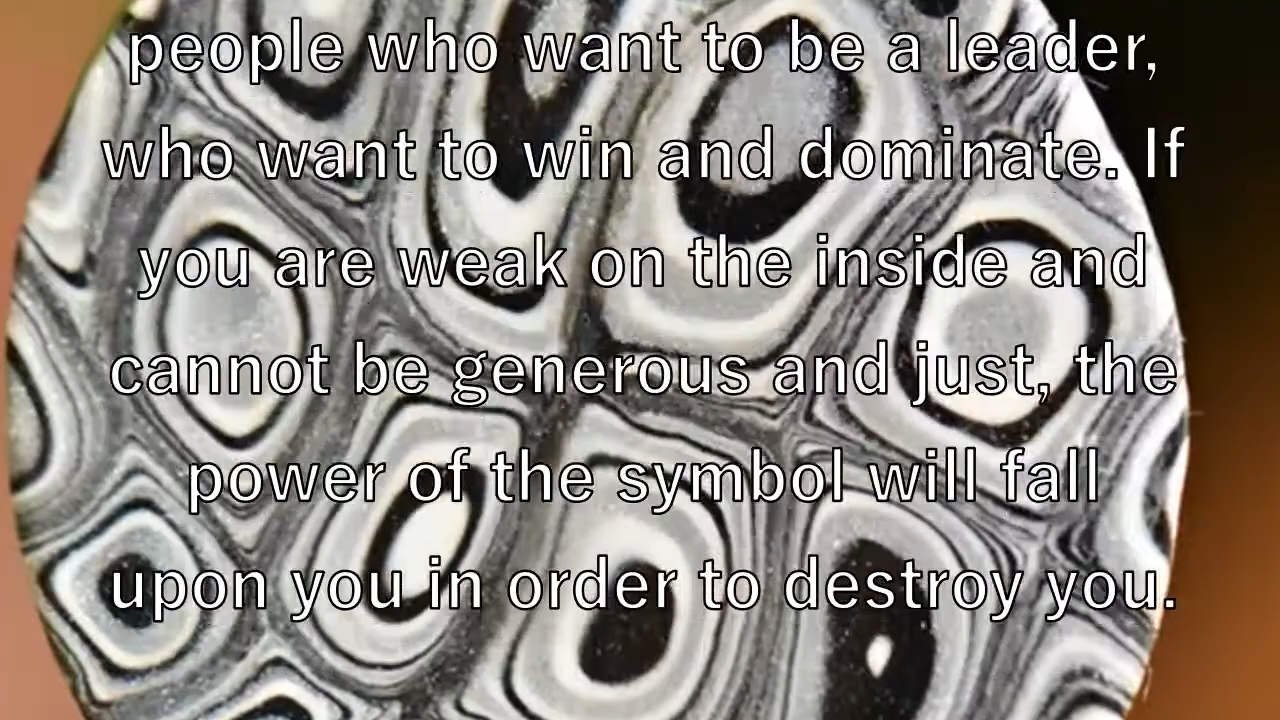 people who want to be a leader,
who want to win and dominate. If
you are weak on the inside and
cannot be generous and just, the
power of the symbol will fall
upon you in order to destroy you.